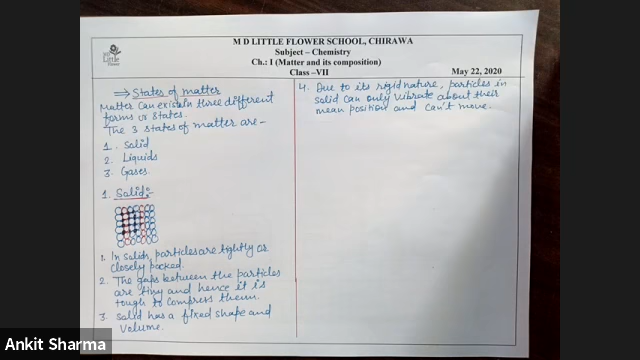 M D LITTLE FLOWER SCHOOL, CHIRAWA
Subject – Chemistry
Ch.: I (Matter and its composition)
Class –VII
May 22, 2020
Little
Flower
⇒ States of matter
Matter can exist in three different
forms or states.
The 3 states of matter are -
1. Solid
2. Liquids
3. Gases.
1. Solid:-
1. In solids, particles are tightly or
closely packed.
2. The gaps between the particles
are tiny and hence it is
tough to compress them.
3. Solid has a fixed shape and
volume.
4. Due to its rigid nature, particles in
solid can only vibrate about their
mean position and can't move.
Ankit Sharma